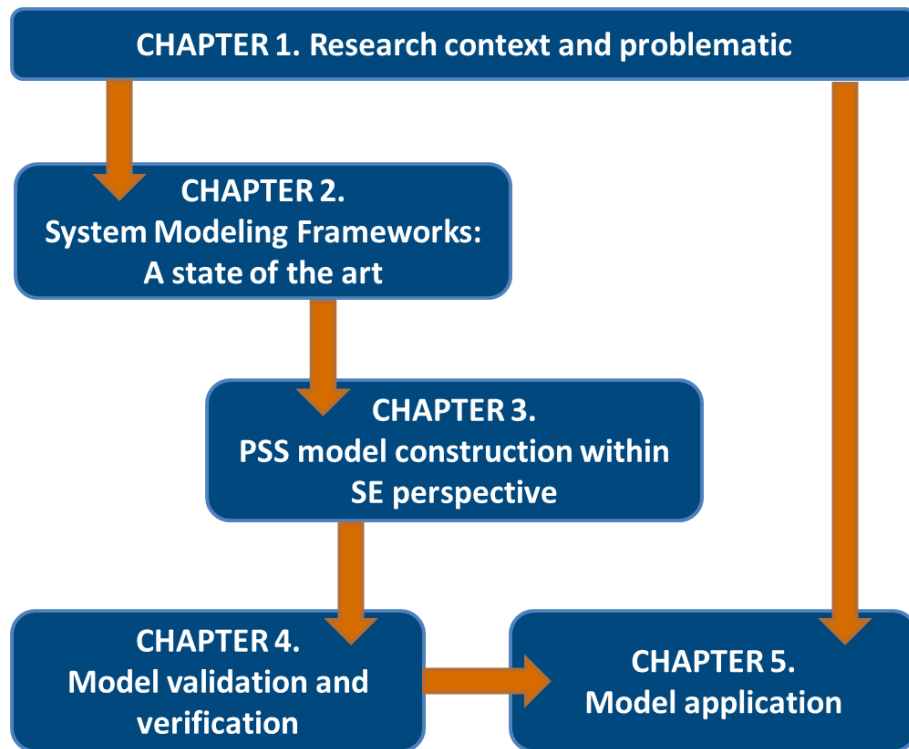 CHAPTER 1. Research context and problematic
CHAPTER 2.
System Modeling Frameworks:
A state of the art
CHAPTER 3.
PSS model construction within
SE perspective
CHAPTER 4.
Model validation and
verification
CHAPTER 5.
Model application